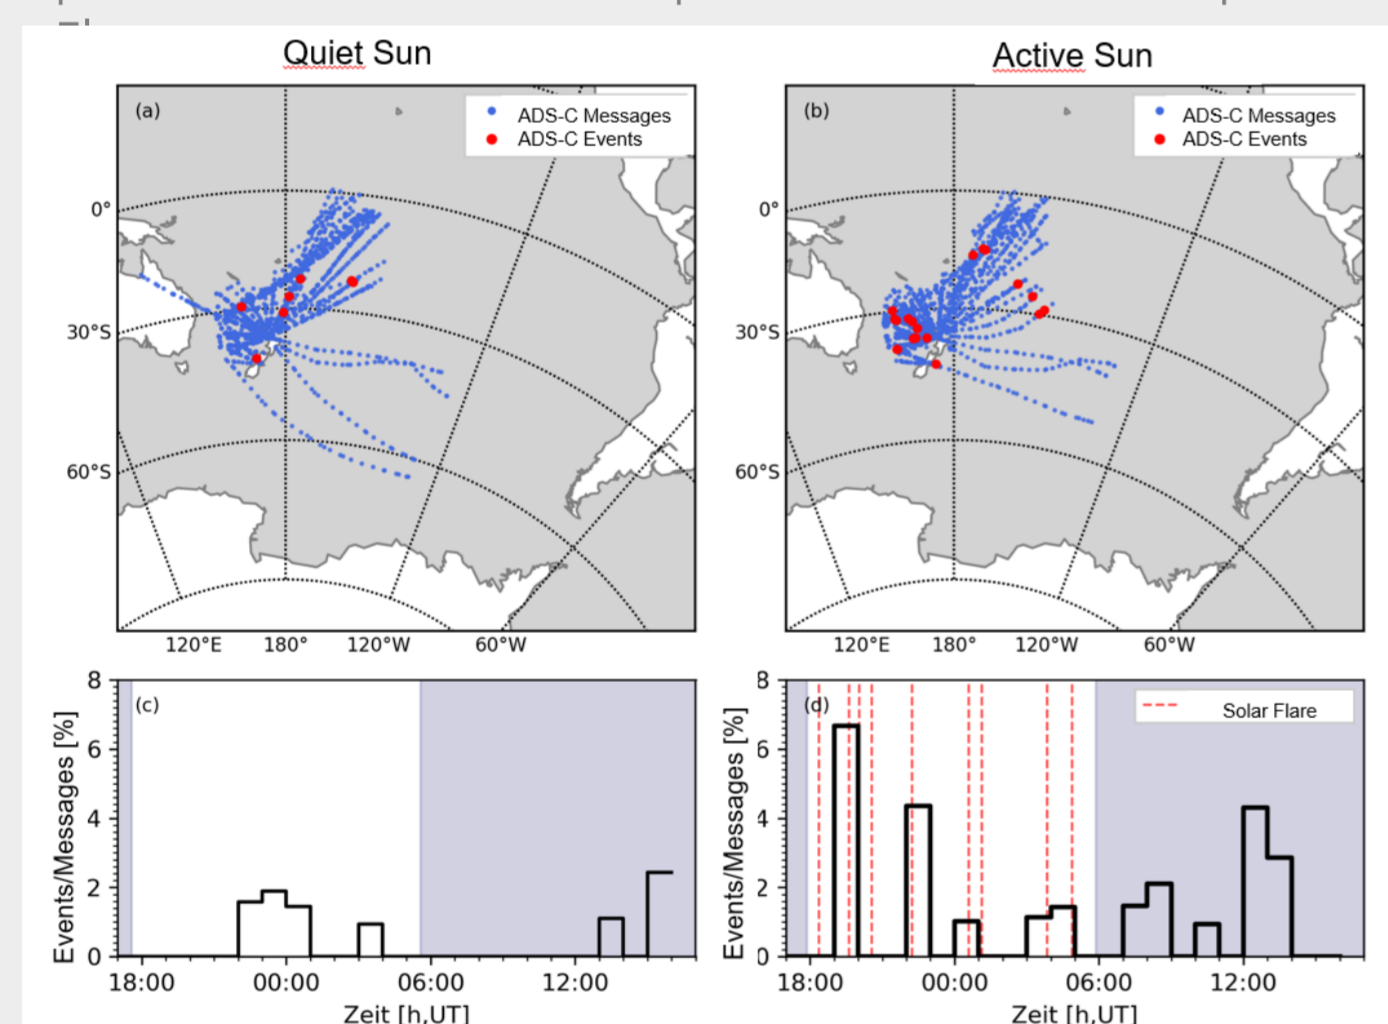 Quiet Sun
Active Sun
(a)
ADS-C Messages
ADS-C Events
0°
30°S
60°S
120°E 180° 120°W 60°W
(b)
ADS-C Messages
ADS-C Events
0°
30°S
60°S
120°E 180° 120°W 60°W
(c)
Events/Messages [%]
8
6
4
2
0
18:00 00:00 06:00 12:00
Zeit [h,UT]
(d)
Solar Flare
Events/Messages [%]
8
6
4
2
0
18:00 00:00 06:00 12:00
Zeit [h,UT]